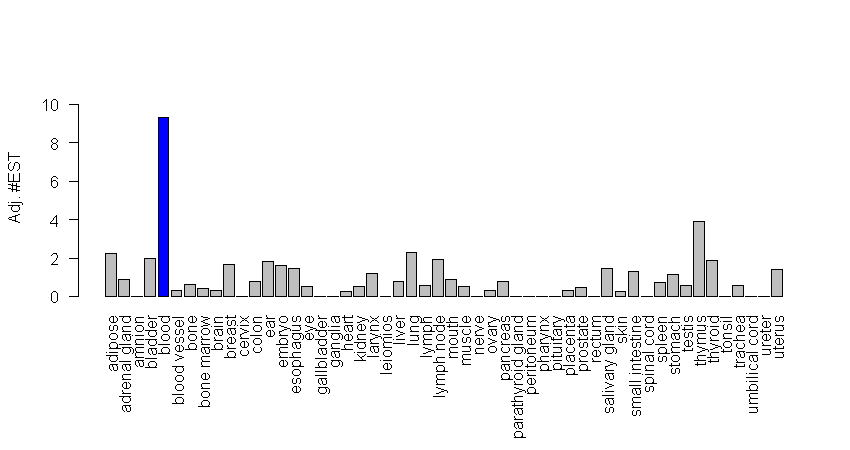 Adj. #EST
10
8
6
4
2
0
adipose
adrenal gland
amnion
bladder
blood
blood vessel
bone
bone marrow
brain
breast
cervix
colon
ear
embryo
esophagus
eye
gallbladder
ganglia
heart
kidney
larynx
leiomios
liver
lung
lymph
lymph node
mouth
muscle
nerve
ovary
pancreas
parathyroid gland
peritoneum
pharynx
pituitary
placenta
prostate
rectum
salivary gland
skin
small intestine
spinal cord
spleen
stomach
testis
thymus
thyroid
tonsil
trachea
umbilical cord
ureter
uterus